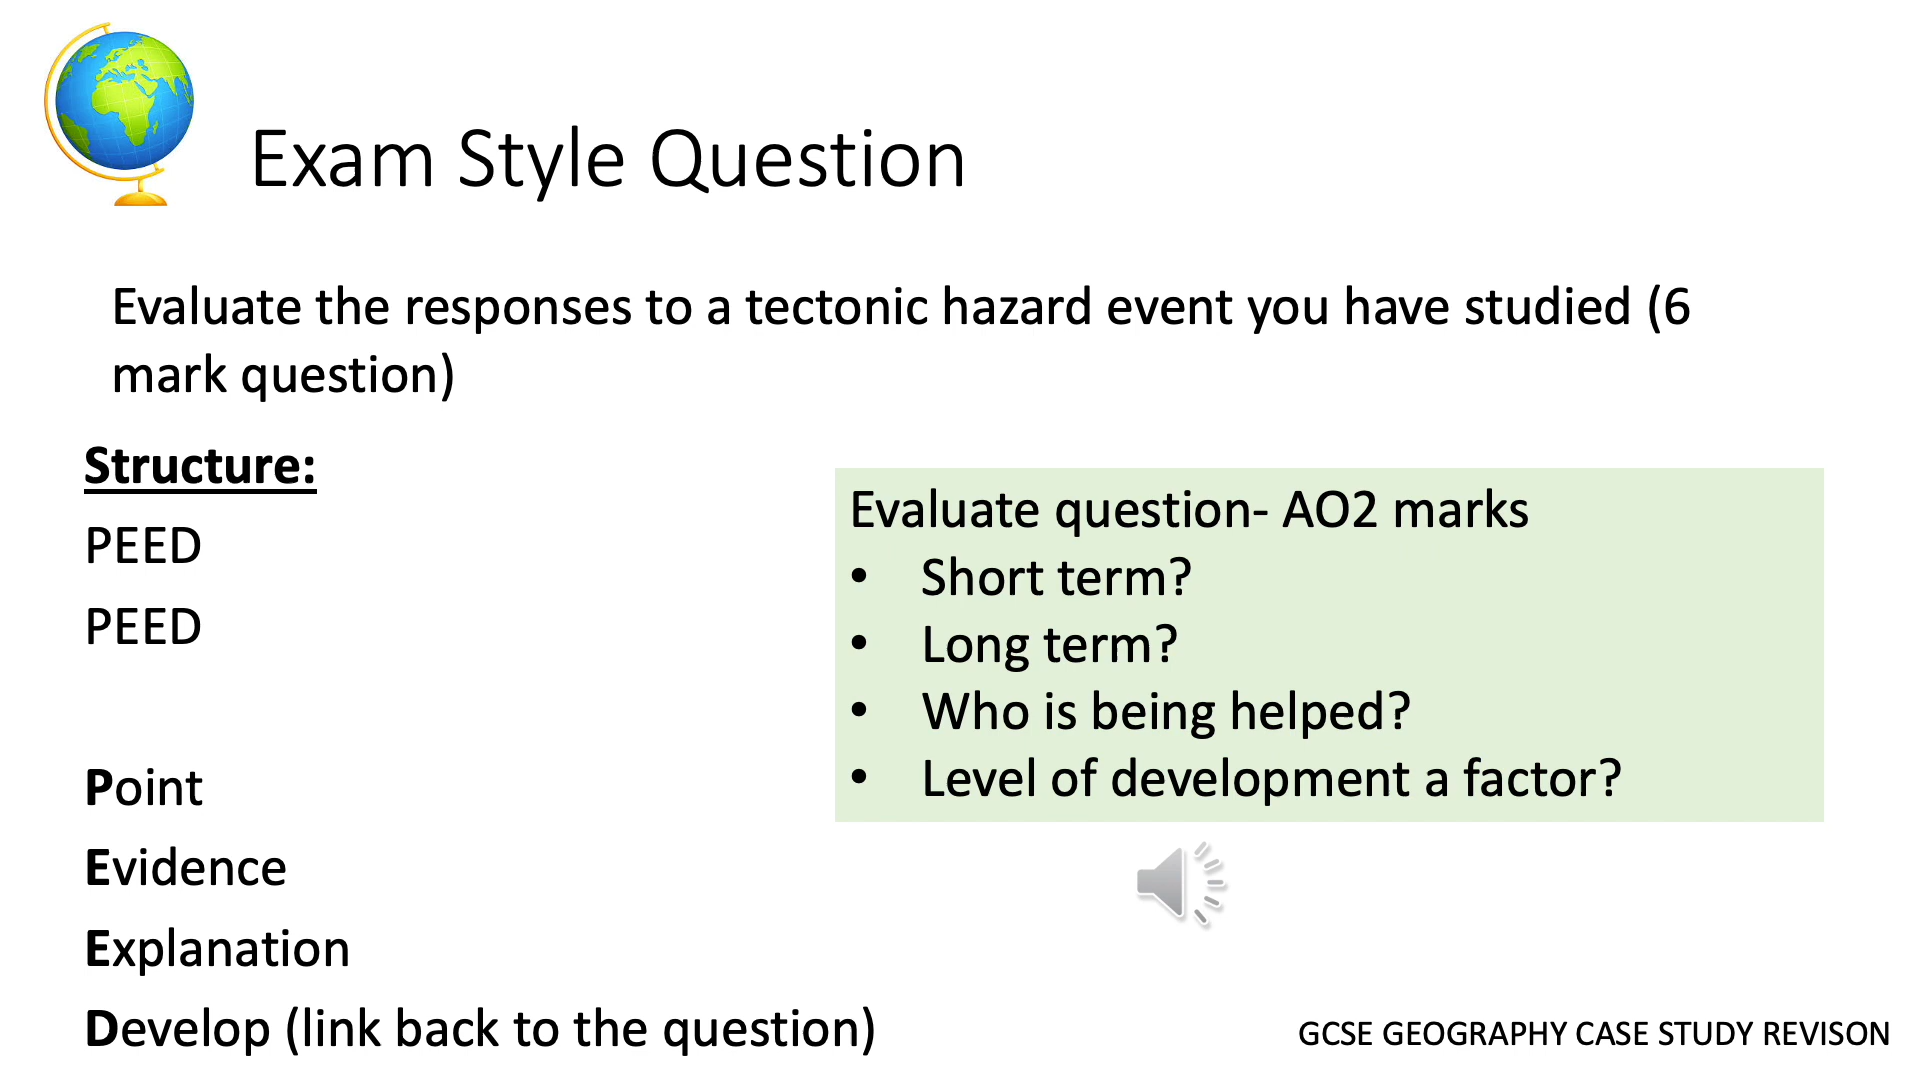 Exam Style Question
Evaluate the responses to a tectonic hazard event you have studied (6
mark question)
Structure:
PEED
PEED
Point
Evidence
Explanation
Develop (link back to the question)
Evaluate question- AO2 marks
• Short term?
• Long term?
• Who is being helped?
• Level of development a factor?
GCSE GEOGRAPHY CASE STUDY REVISON